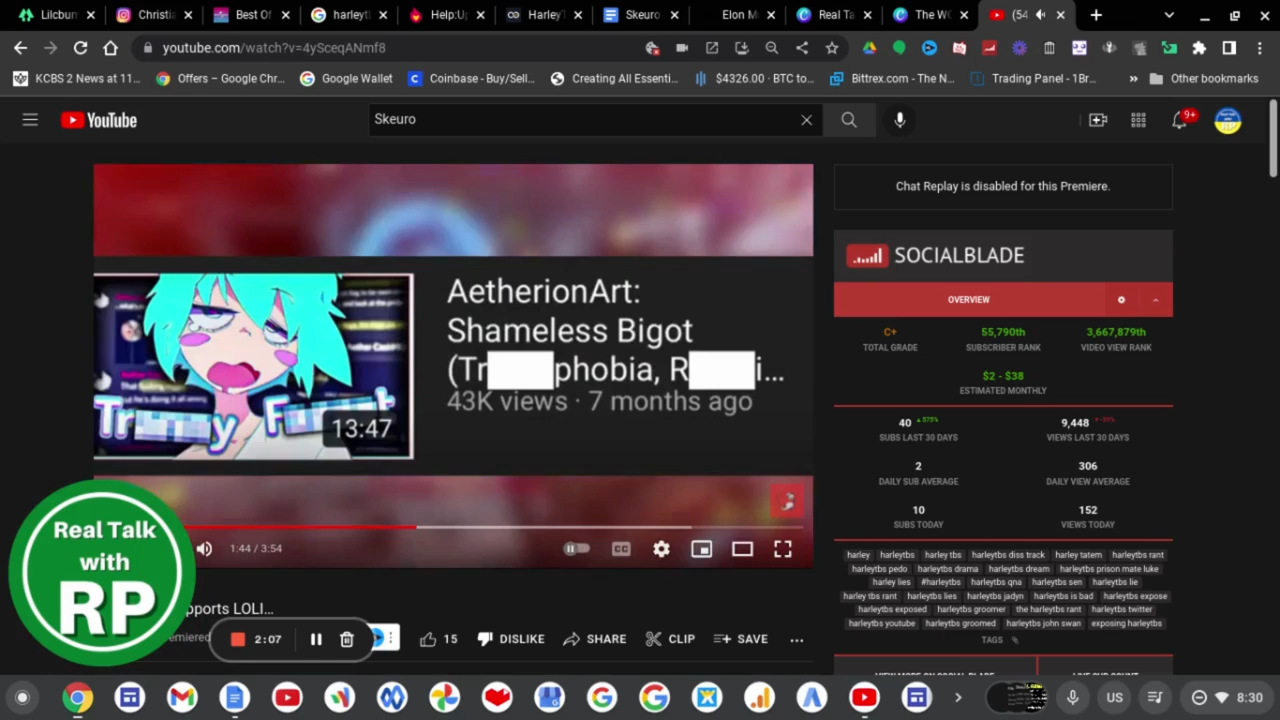 Lilcbun
Christia
Best Of
harleyt
Help:U
Harley'
Skeuro
Elon M
Real Ta
The W
(54
youtube.com/watch?v=4ySceqANmf8
KCBS 2 News at 11...
Offers – Google Chr...
Google Wallet
Coinbase - Buy/Sell...
Creating All Essenti...
$4326.00 · BTC to...
Bittrex.com - The N...
Trading Panel - 1Br...
»
Other bookmarks
YouTube
Skeuro
9+
Chat Replay is disabled for this Premiere.
AetherionArt:
Shameless Bigot
(Tr phobia, R i...
43K views · 7 months ago
13:47
SOCIALBLADE
OVERVIEW
C+
TOTAL GRADE
55,790th
SUBSCRIBER RANK
3,667,879th
VIDEO VIEW RANK
$2 - $38
ESTIMATED MONTHLY
40
SUBS LAST 30 DAYS
9,448
VIEWS LAST 30 DAYS
2
DAILY SUB AVERAGE
306
DAILY VIEW AVERAGE
10
SUBS TODAY
152
VIEWS TODAY
harley harleytbs harley tbs harleytbs diss track harley tatem harleytbs rant
harleytbs pedo harleytbs drama harleytbs dream harleytbs prison mate luke
harley lies #harleytbs harleytbs qna harleytbs sen harleytbs lie
harley tbs rant harleytbs lies harleytbs jadyn harleytbs is bad harleytbs expose
harleytbs exposed harleytbs groomer the harleytbs rant harleytbs twitter
harleytbs youtube harleytbs groomed harleytbs john swan exposing harleytbs
TAGS
1:44 / 3:54
CC
Real Talk
with
RP
pports LOLI...
remiered
2:07
15
DISLIKE
SHARE
CLIP
SAVE
US
8:30